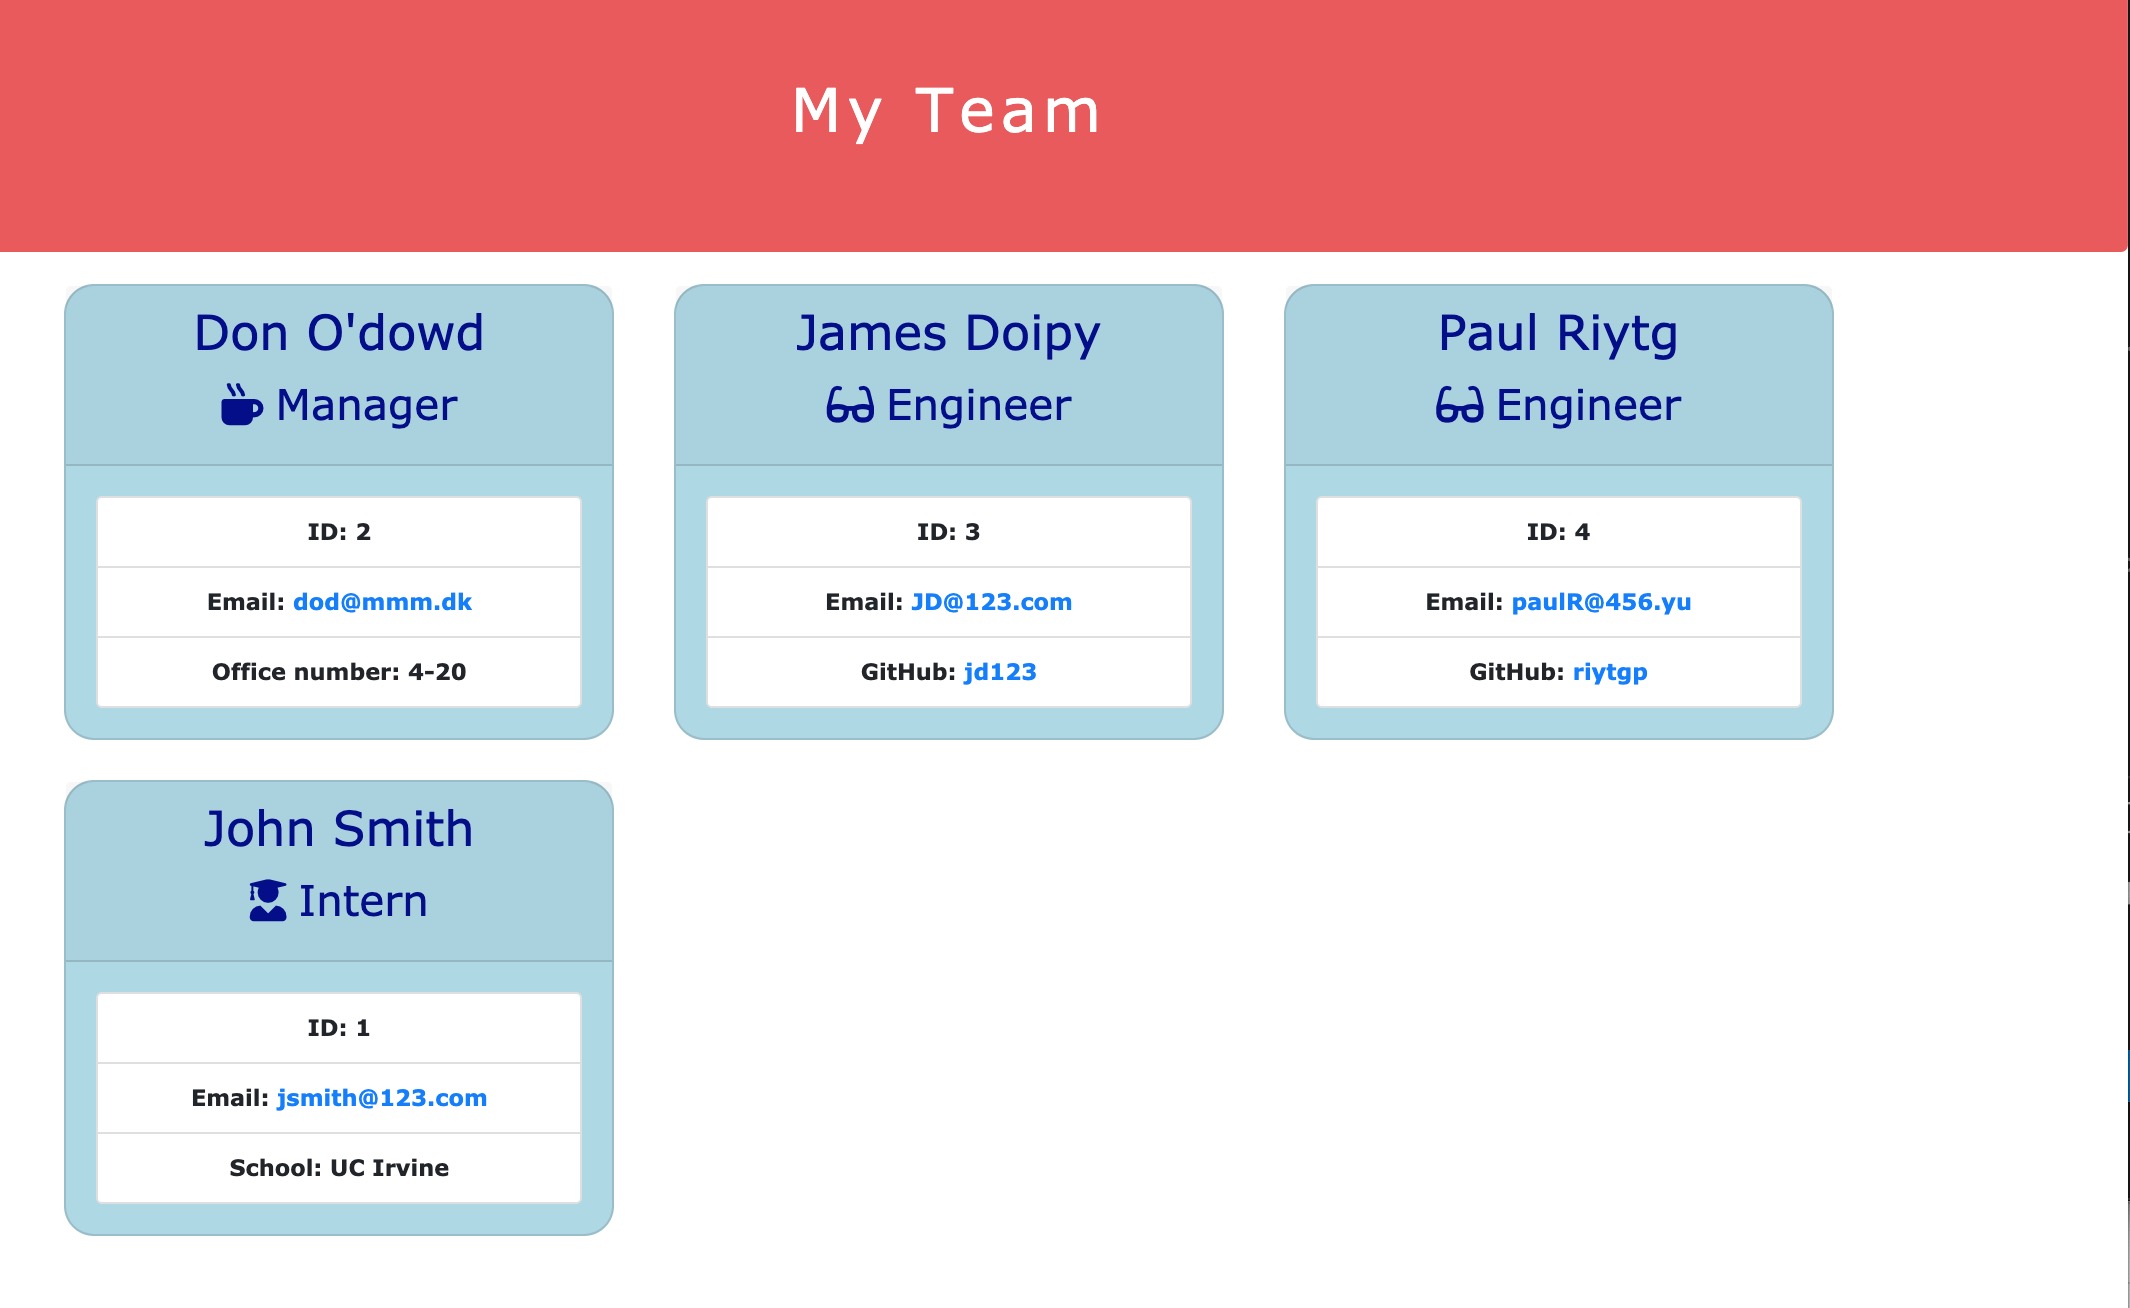 My Team
Don O'dowd
Manager
ID: 2
Email: dod@mmm.dk
Office number: 4-20
James Doipy
Engineer
ID: 3
Email: JD@123.com
GitHub: jd123
Paul Riytg
Engineer
ID: 4
Email: paulR@456.yu
GitHub: riytgp
John Smith
Intern
ID: 1
Email: jsmith@123.com
School: UC Irvine